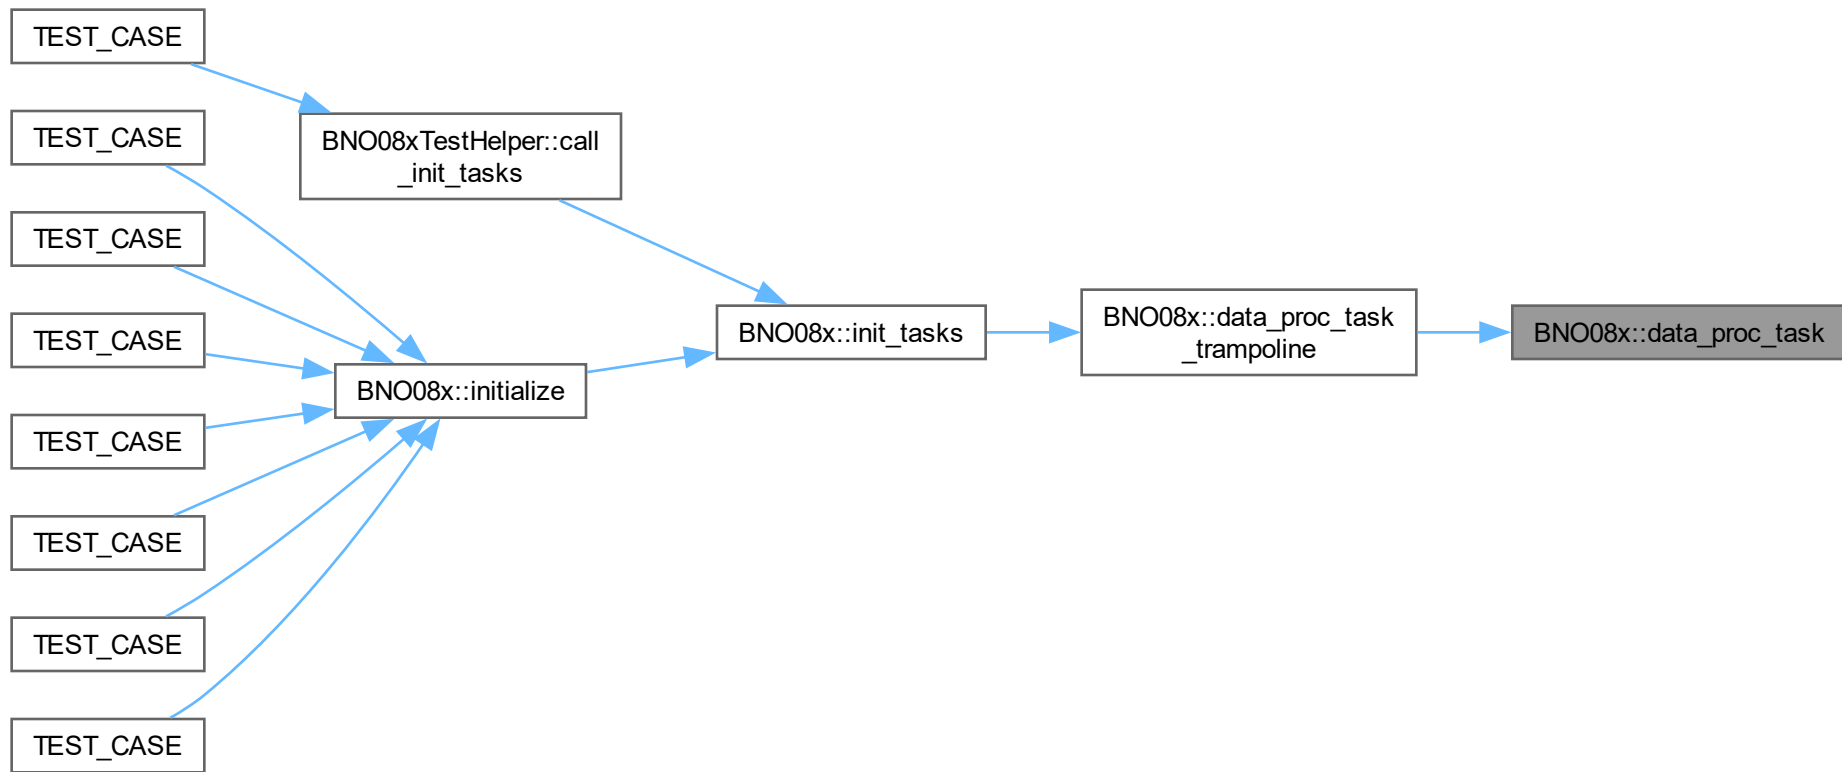 TEST_CASE
TEST_CASE
BNO08xTestHelper::call
_init_tasks
TEST_CASE
BNO08x::data_proc_task
_trampoline
BNO08x::init_tasks
BNO08x::data_proc_task
TEST_CASE
BNO08x::initialize
TEST_CASE
TEST_CASE
TEST_CASE
TEST_CASE